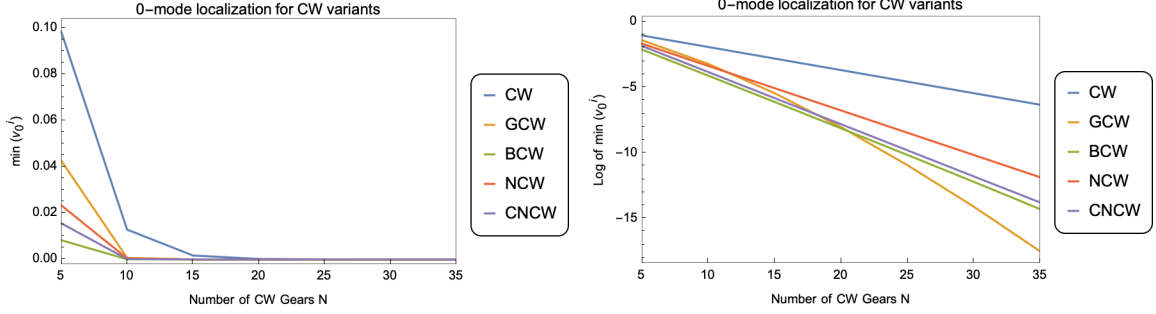 0-mode localization for CW variants
0.10
0.08
0.06
0.04
0.02
0.00
min (v₀ʲ)
5 10 15 20 25 30 35
Number of CW Gears N
CW
GCW
BCW
NCW
CNCW
0-mode localization for CW variants
0
-5
-10
-15
Log of min (v₀ʲ)
5 10 15 20 25 30 35
Number of CW Gears N
CW
GCW
BCW
NCW
CNCW